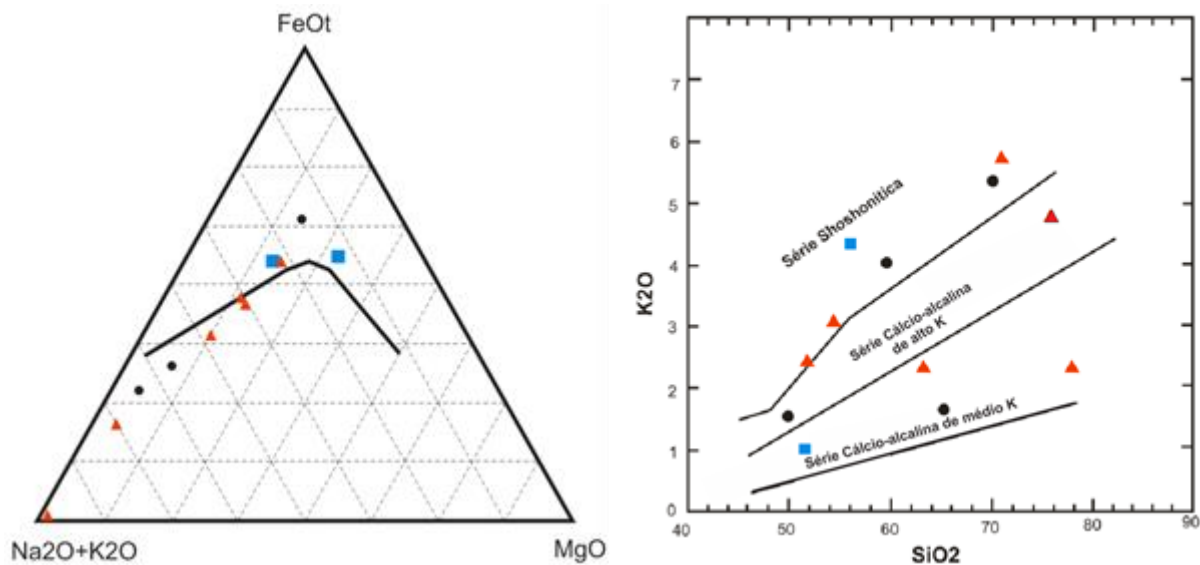 FeOt
Na2O+K2O
MgO
K2O
7
6
5
4
3
2
1
0
40
50
60
70
80
90
SiO2
Série Shoshonitica
Série Cálcio-alcalina
de alto K
Série Cálcio-alcalina de médio K